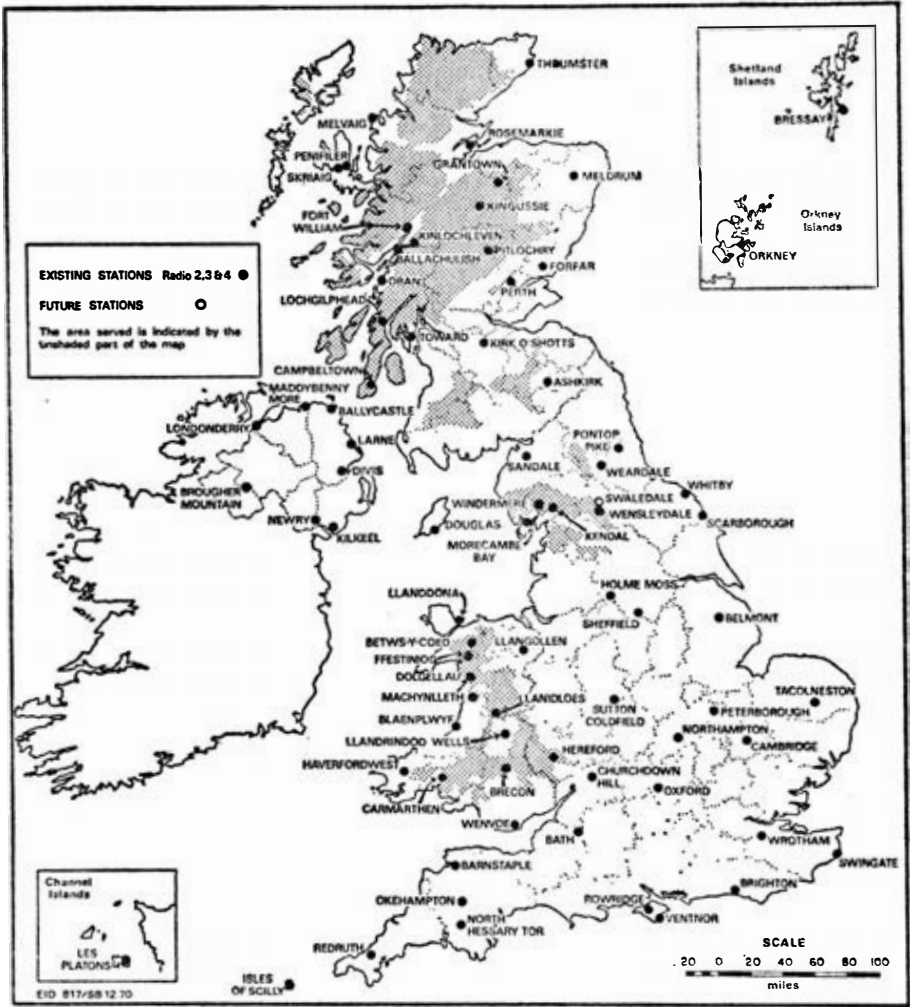 THRUMSTER
Shetland
Islands
MELVAIG
BRESSAY
ROSEMARKIE
PENIFILER
GRANTOWN
SKRIAIG
MELDRUM
KINGUSSIE
FORT
WILLIAM
Orkney
Islands
KINLOCHLEVEN
PITLOCHRY
BALLACHULISH
ORKNEY
FORFAR
EXISTING STATIONS Radio 2,3&4
OBAN
PERTH
LOCHGILPHEAD
FUTURE STATIONS
The area served is indicated by the
unshaded part of the map
TOWARD
KIRK O SHOTTS
CAMPBELTOWN
ASHKIRK
MADDYBENNY
MORE
BALLYCASTLE
LONDONDERRY
LARNE
PONTOP
PIKE
SANDALE
DIVIS
WEARDALE
WHITBY
BROUGHER
MOUNTAIN
WINDERMERE
SWALEDALE
WENSLEYDALE
NEWRY
DOUGLAS
SCARBOROUGH
KILKEEL
MORECAMBE
BAY
KENDAL
HOLME MOSS
LLANDDONA
SHEFFIELD
BELMONT
BETWS-Y-COED
LLANGOLLEN
FFESTINIOG
DOLGELLAU
MACHYNLLETH
LLANIDLOES
TACOLNESTON
SUTTON
COLDFIELD
PETERBOROUGH
BLAENPLWYF
NORTHAMPTON
LLANDRINDOD WELLS
CAMBRIDGE
HEREFORD
HAVERFORDWEST
CHURCHDOWN
HILL
OXFORD
BRECON
CARMARTHEN
WENVOE
BATH
WROTHAM
SWINGATE
BARNSTAPLE
Channel
Islands
BRIGHTON
OKEHAMPTON
ROWRIDGE
VENTNOR
NORTH
HESSARY TOR
LES
PLATONS
REDRUTH
SCALE
20 0 20 40 60 80 100
miles
ISLES
OF SCILLY
EID 817/SB 12 70